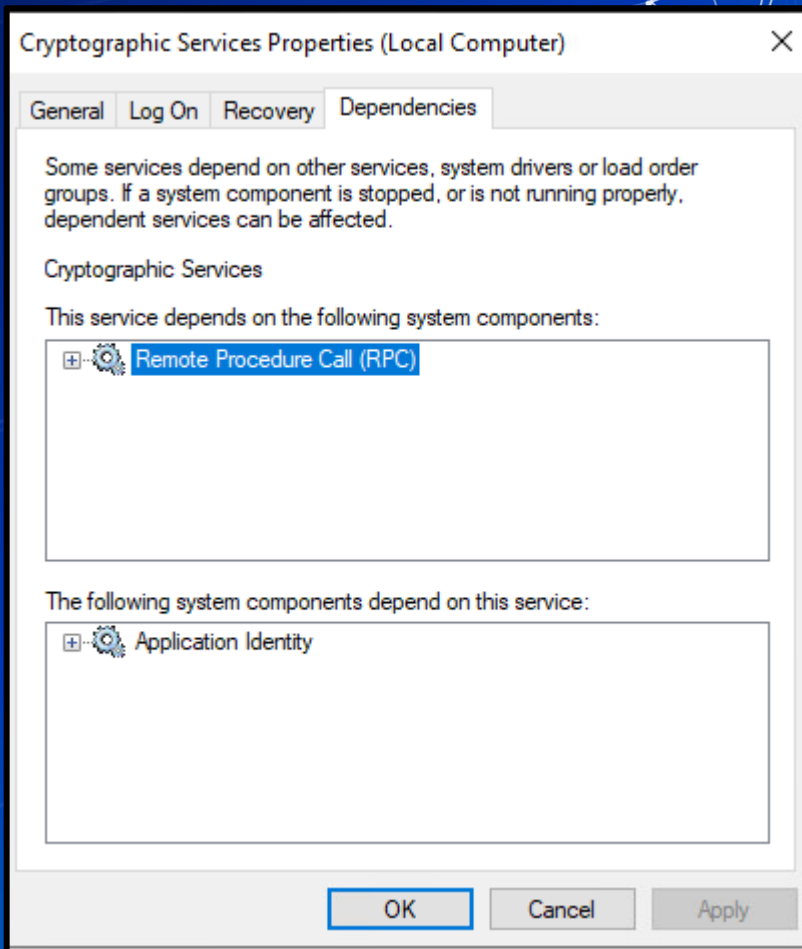 Cryptographic Services Properties (Local Computer)
General Log On Recovery Dependencies
Some services depend on other services, system drivers or load order
groups. If a system component is stopped, or is not running properly,
dependent services can be affected.
Cryptographic Services
This service depends on the following system components:
Remote Procedure Call (RPC)
The following system components depend on this service:
Application Identity
OK Cancel Apply